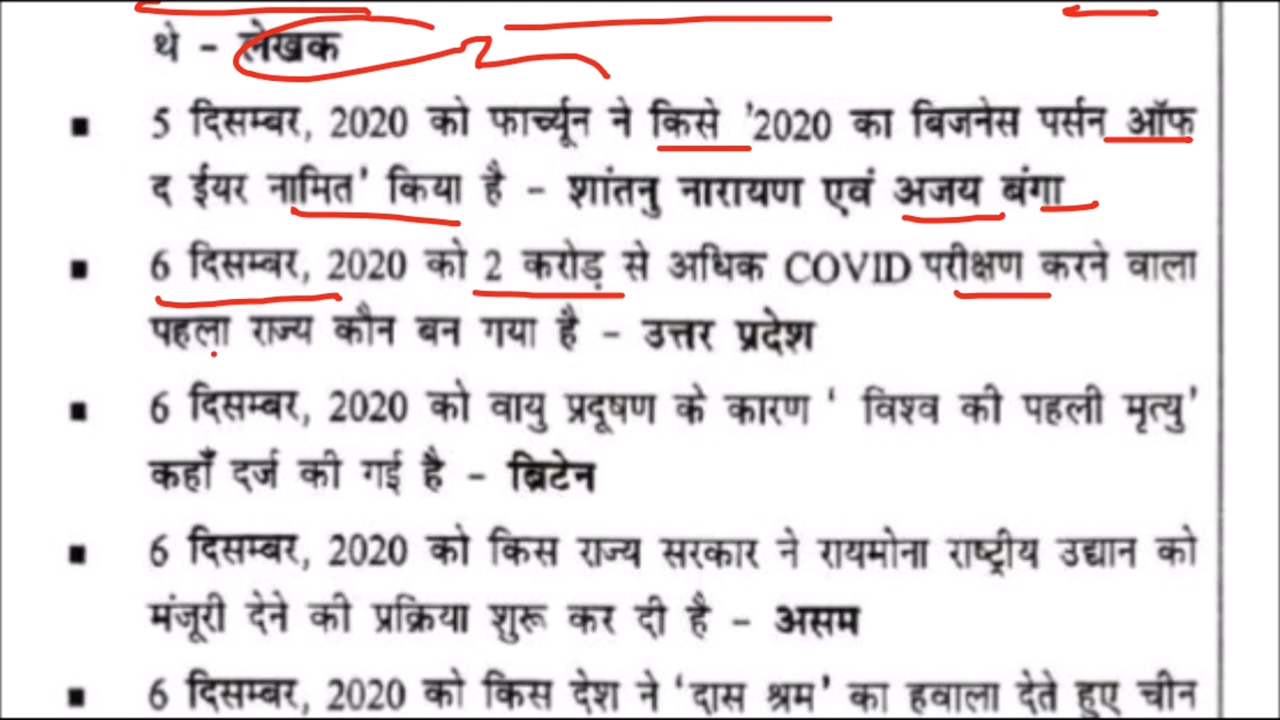 थे - लेखक
▪ 5 दिसम्बर, 2020 को फार्च्यून ने किसे '2020 का बिजनेस पर्सन ऑफ
द ईयर नामित' किया है - शांतनु नारायण एवं अजय बंगा
▪ 6 दिसम्बर, 2020 को 2 करोड़ से अधिक COVID परीक्षण करने वाला
पहला राज्य कौन बन गया है - उत्तर प्रदेश
▪ 6 दिसम्बर, 2020 को वायु प्रदूषण के कारण ' विश्व की पहली मृत्यु'
कहाँ दर्ज की गई है - ब्रिटेन
▪ 6 दिसम्बर, 2020 को किस राज्य सरकार ने रायमोना राष्ट्रीय उद्यान को
मंजूरी देने की प्रक्रिया शुरू कर दी है - असम
▪ 6 दिसम्बर, 2020 को किस देश ने 'दास श्रम' का हवाला देते हुए चीन